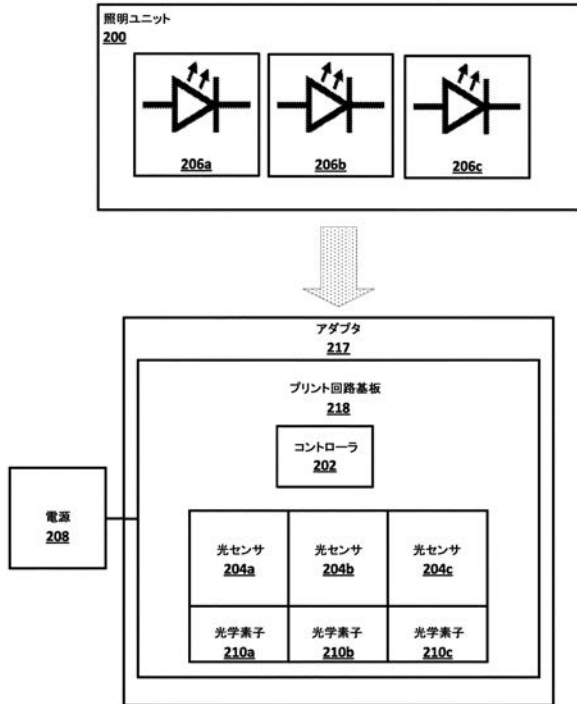 照明ユニット
200
206a 206b 206c
アダプタ
217
プリント回路基板
218
コントローラ
202
電源
208
光センサ 光センサ 光センサ
204a 204b 204c
光学素子 光学素子 光学素子
210a 210b 210c